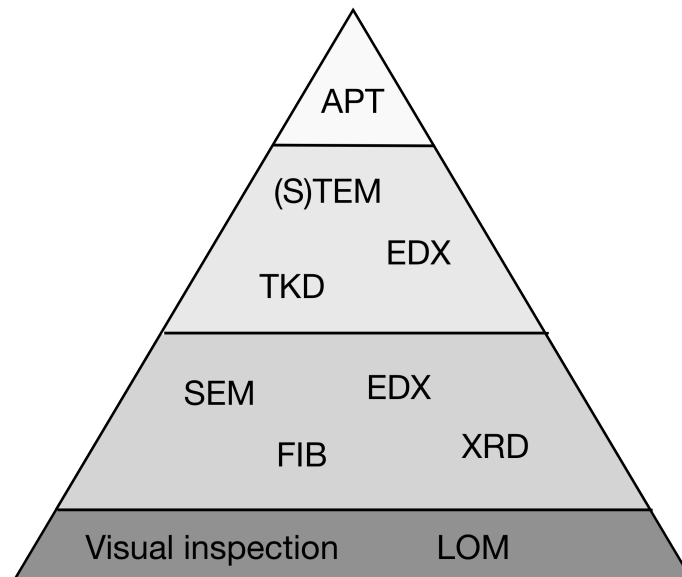 APT
(S)TEM
EDX
TKD
SEM
EDX
FIB
XRD
Visual inspection
LOM